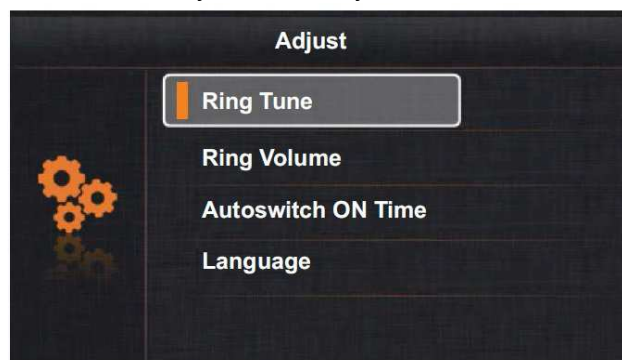 Adjust
Ring Tune
Ring Volume
Autoswitch ON Time
Language